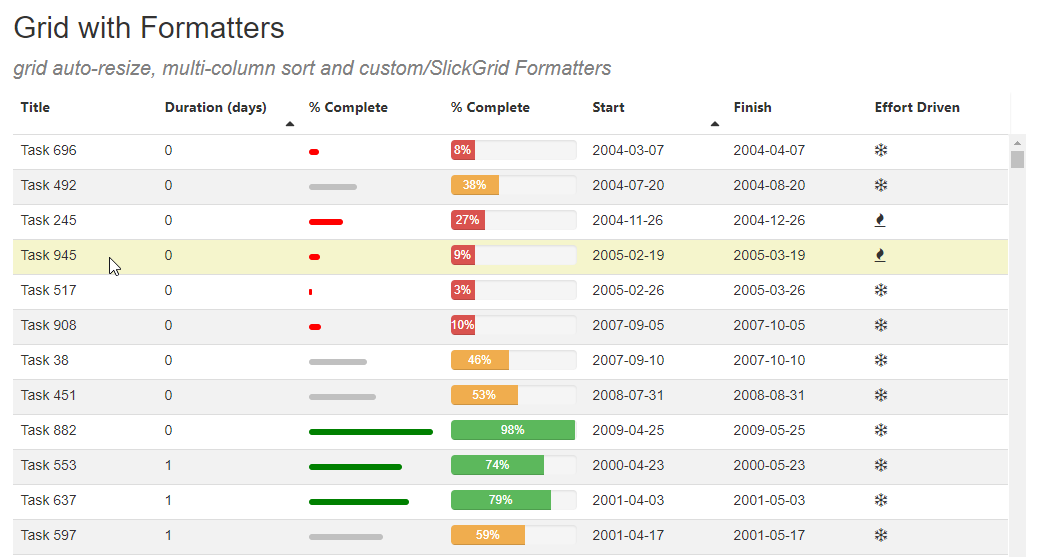 Grid with Formatters
grid auto-resize, multi-column sort and custom/SlickGrid Formatters
Title Duration (days) % Complete % Complete Start Finish Effort Driven
Task 696 0 8% 2004-03-07 2004-04-07
Task 492 0 38% 2004-07-20 2004-08-20
Task 245 0 27% 2004-11-26 2004-12-26
Task 945 0 9% 2005-02-19 2005-03-19
Task 517 0 3% 2005-02-26 2005-03-26
Task 908 0 10% 2007-09-05 2007-10-05
Task 38 0 46% 2007-09-10 2007-10-10
Task 451 0 53% 2008-07-31 2008-08-31
Task 882 0 98% 2009-04-25 2009-05-25
Task 553 1 74% 2000-04-23 2000-05-23
Task 637 1 79% 2001-04-03 2001-05-03
Task 597 1 59% 2001-04-17 2001-05-17